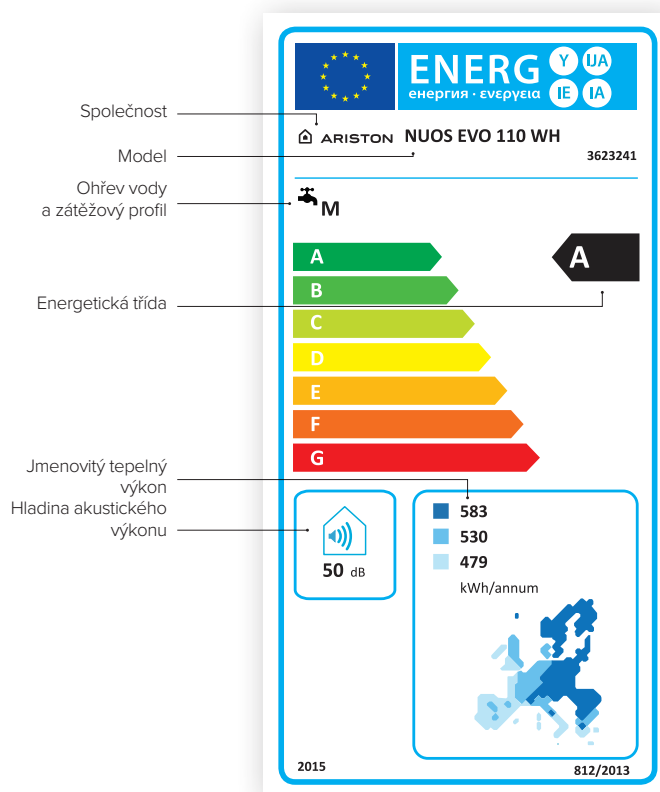 ENERG
енергия · ενεργεια
Y
IJA
IE
IA
Společnost
ARISTON NUOS EVO 110 WH
Model
3623241
Ohřev vody
a zátěžový profil
M
A
A
B
Energetická třída
C
D
E
F
G
Jmenovitý tepelný
výkon
Hladina akustického
výkonu
583
530
479
kWh/annum
50 dB
2015
812/2013